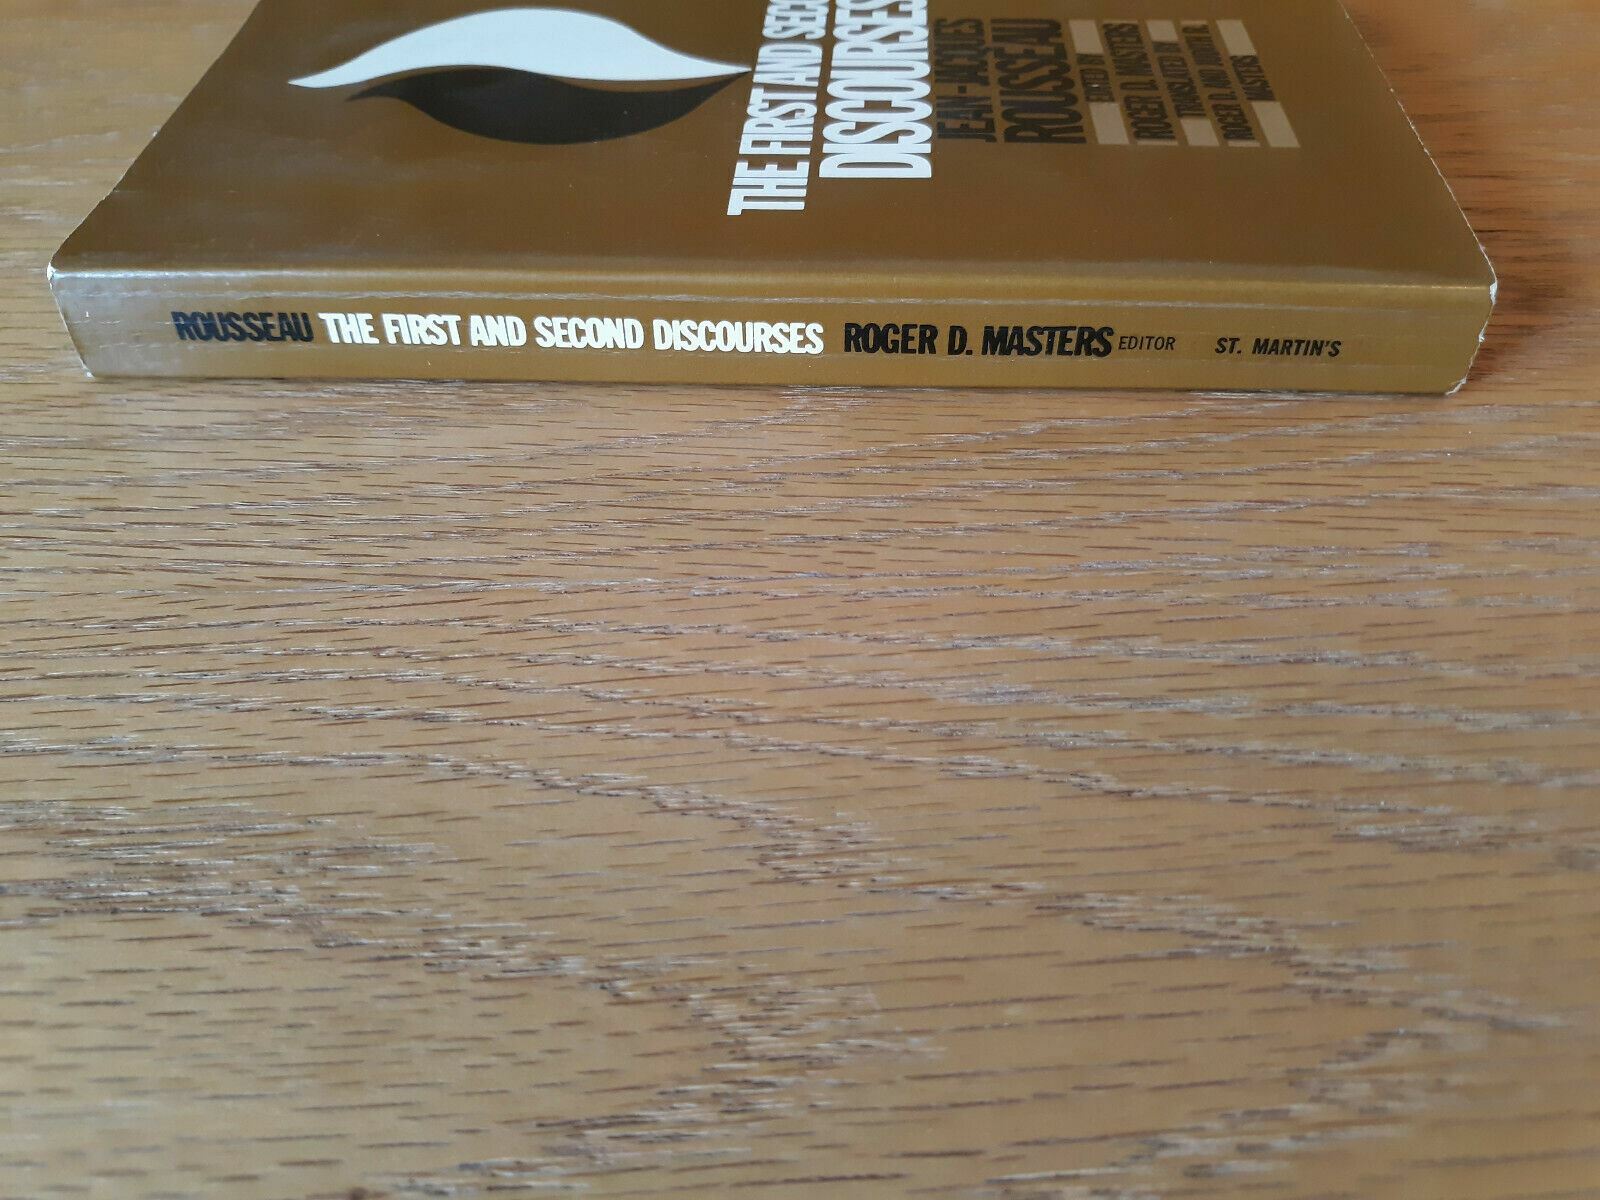 THE FIRST AND SECO
DISCOURSES
JEAN-JACQUES
ROUSSEAU
EDITED BY
ROGER D. MASTERS
TRANSLATED BY
ROGER D. AND JUDITH R.
MASTERS
ROUSSEAU THE FIRST AND SECOND DISCOURSES ROGER D. MASTERS EDITOR ST. MARTIN'S